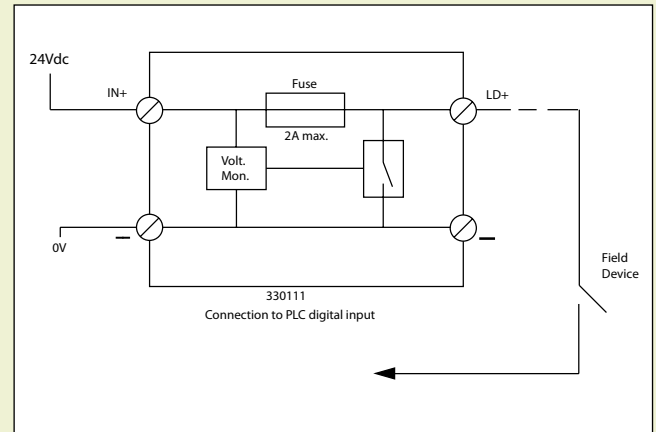 24Vdc
IN+
Fuse
LD+
2A max.
Volt.
Mon.
0V
Field
Device
330111
Connection to PLC digital input